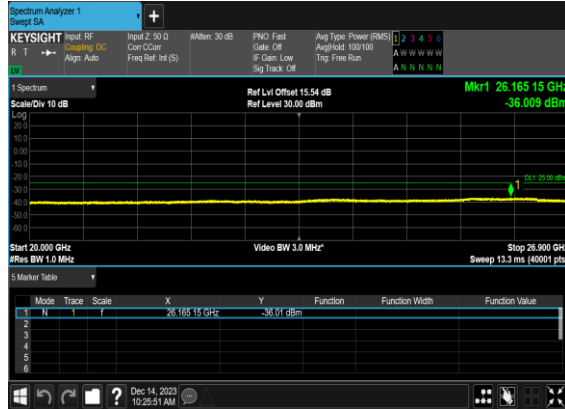 Spectrum Analyzer 1
Swept SA
+
KEYSIGHT Input: RF Input Z: 50 Ω #Atten: 30 dB PNO: Fast Avg Type: Power (RMS) 1 2 3 4 5 6
R T Coupling: DC Corr CCorr Gate: Off Avg|Hold: 100/100 A W W W W W
Align: Auto Freq Ref: Int (S) IF Gain: Low Trig: Free Run
LV Sig Track: Off A N N N N N
1 Spectrum Ref Lvl Offset 15.54 dB Mkr1 26.165 15 GHz
Scale/Div 10 dB Ref Level 30.00 dBm -36.009 dBm
Log
20.0
10.0
0.00
-10.0
-20.0
DL1 -25.00 dBm
1
-30.0
-40.0
-50.0
-60.0
Start 20.000 GHz Video BW 3.0 MHz* Stop 26.900 GHz
#Res BW 1.0 MHz Sweep 13.3 ms (40001 pts)
5 Marker Table
Mode Trace Scale X Y Function Function Width Function Value
1 N 1 f 26.165 15 GHz -36.01 dBm
2
3
4
5
6
? Dec 14, 2023
10:25:51 AM